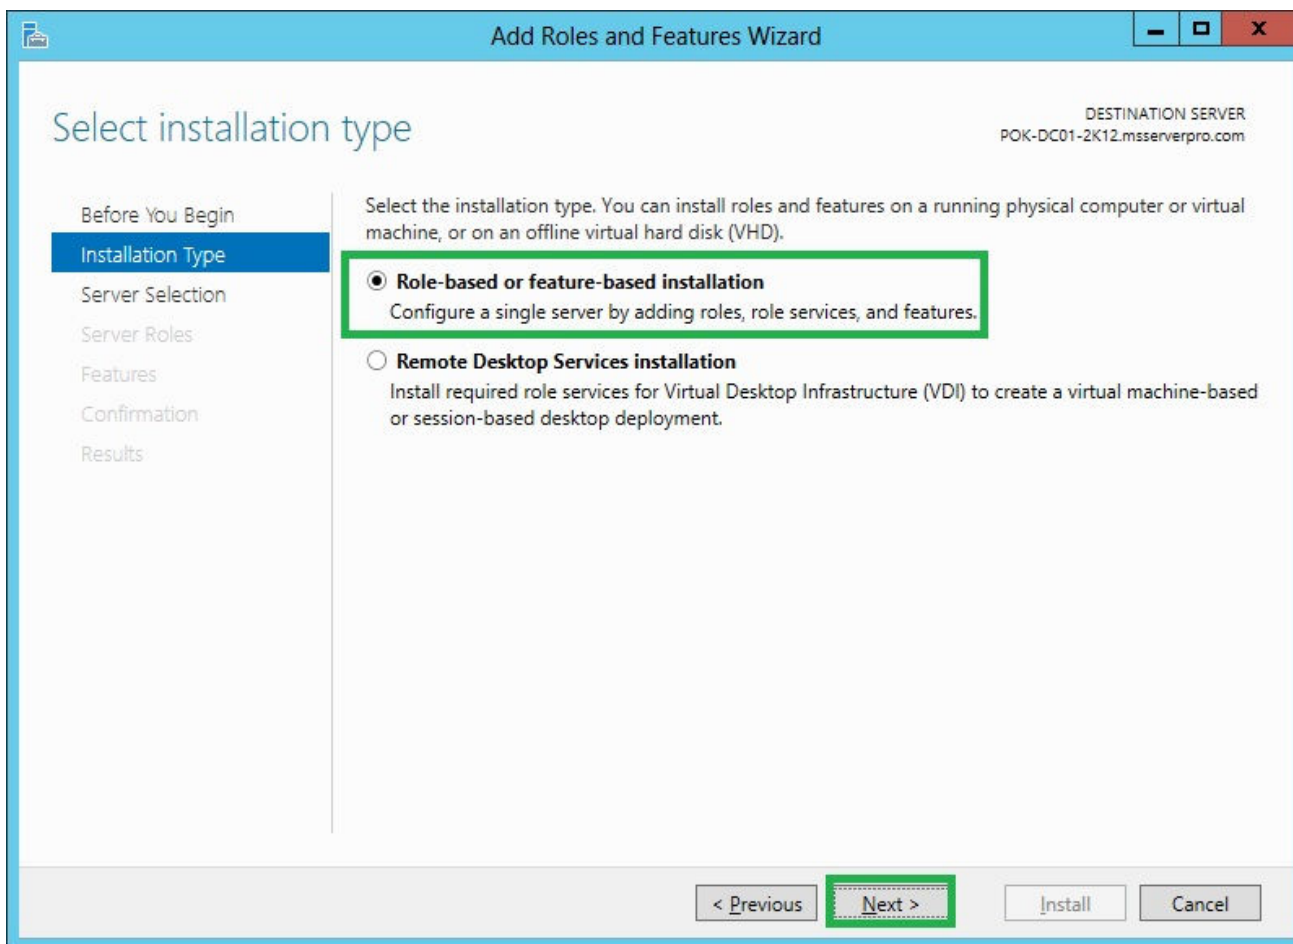 Add Roles and Features Wizard
Select installation type
DESTINATION SERVER
POK-DC01-2K12.msserverpro.com
Before You Begin
Installation Type
Server Selection
Server Roles
Features
Confirmation
Results
Select the installation type. You can install roles and features on a running physical computer or virtual
machine, or on an offline virtual hard disk (VHD).
Role-based or feature-based installation
Configure a single server by adding roles, role services, and features.
Remote Desktop Services installation
Install required role services for Virtual Desktop Infrastructure (VDI) to create a virtual machine-based
or session-based desktop deployment.
< Previous
Next >
Install
Cancel